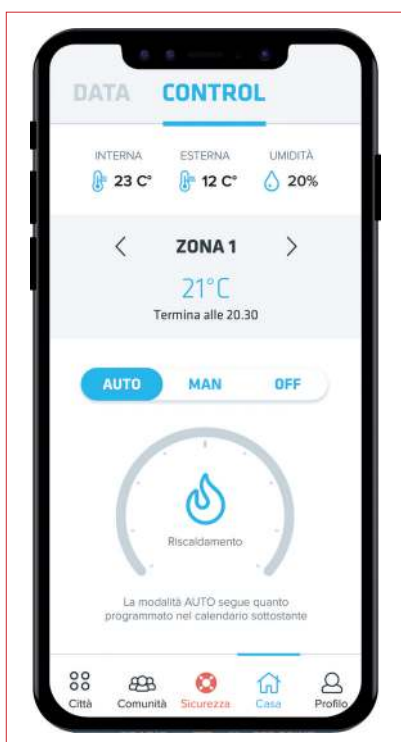 DATA CONTROL
INTERNA ESTERNA UMIDITÀ
23 C° 12 C° 20%
ZONA 1
21°C
Termina alle 20.30
AUTO MAN OFF
Riscaldamento
La modalità AUTO segue quanto
programmato nel calendario sottostante
Città Comunità Sicurezza Casa Profilo